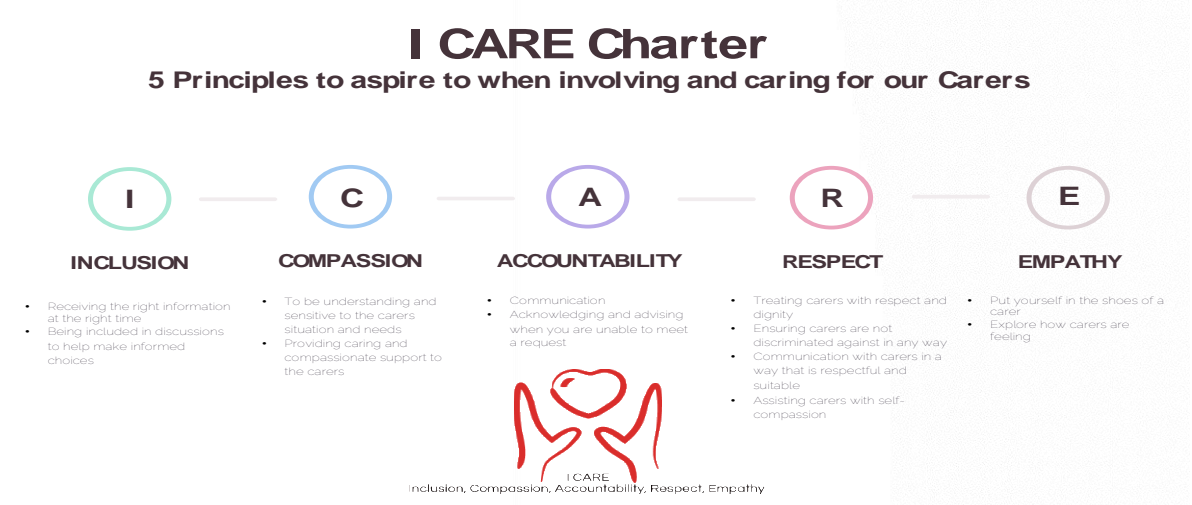 I CARE Charter
5 Principles to aspire to when involving and caring for our Carers
I
C
A
R
E
INCLUSION
• Receiving the right information
at the right time
• Being included in discussions
to help make informed
choices
COMPASSION
• To be understanding and
sensitive to the carers
situation and needs
• Providing caring and
compassionate support to
the carers
ACCOUNTABILITY
• Communication
• Acknowledging and advising
when you are unable to meet
a request
RESPECT
• Treating carers with respect and
dignity
• Ensuring carers are not
discriminated against in any way
• Communication with carers in a
way that is respectful and
suitable
• Assisting carers with self-
compassion
EMPATHY
• Put yourself in the shoes of a
carer
• Explore how carers are
feeling
I CARE
Inclusion, Compassion, Accountability, Respect, Empathy